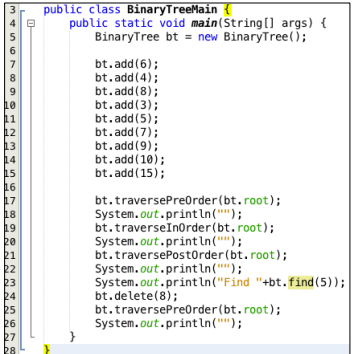 3 public class BinaryTreeMain {
4 public static void main(String[] args) {
5 BinaryTree bt = new BinaryTree();
6
7 bt.add(6);
8 bt.add(4);
9 bt.add(8);
10 bt.add(3);
11 bt.add(5);
12 bt.add(7);
13 bt.add(9);
14 bt.add(10);
15 bt.add(15);
16
17 bt.traversePreOrder(bt.root);
18 System.out.println("");
19 bt.traverseInOrder(bt.root);
20 System.out.println("");
21 bt.traversePostOrder(bt.root);
22 System.out.println("");
23 System.out.println("Find "+bt.find(5));
24 bt.delete(8);
25 bt.traversePreOrder(bt.root);
26 System.out.println("");
27 }
28 }